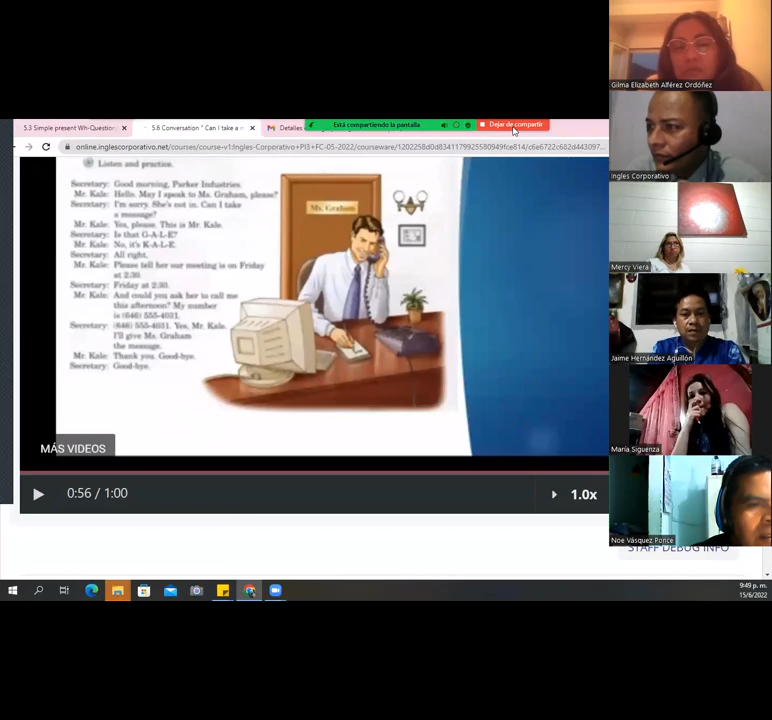 Gilma Elizabeth Alférez Ordóñez
5.3 Simple present Wh-Question
5.6 Conversation " Can I take a
Detalles
Está compartiendo la pantalla
Dejar de compartir
online.inglescorporativo.net/courses/course-v1:Ingles-Corporativo+PI3+FC-05-2022/courseware/1202258d0d8341179925580949fce814/c6e6722c682d443097...
Listen and practice.
Secretary: Good morning, Parker Industries.
Mr. Kale: Hello. May I speak to Ms. Graham, please?
Secretary: I'm sorry. She's not in. Can I take
a message?
Mr. Kale: Yes, please. This is Mr. Kale.
Secretary: Is that G-A-L-E?
Mr. Kale: No, it's K-A-L-E.
Secretary: All right.
Mr. Kale: Please tell her our meeting is on Friday
at 2:30.
Secretary: Friday at 2:30.
Mr. Kale: And could you ask her to call me
this afternoon? My number
is (646) 555-4031.
Secretary: (646) 555-4031. Yes, Mr. Kale.
I'll give Ms. Graham
the message.
Mr. Kale: Thank you. Good-bye.
Secretary: Good-bye.
Ms. Graham
Ingles Corporativo
Mercy Viera
Jaime Hernández Aguillón
María Siguenza
Noe Vásquez Ponce
MÁS VIDEOS
0:56 / 1:00
1.0x
STAFF DEBUG INFO
9:49 p. m.
15/6/2022